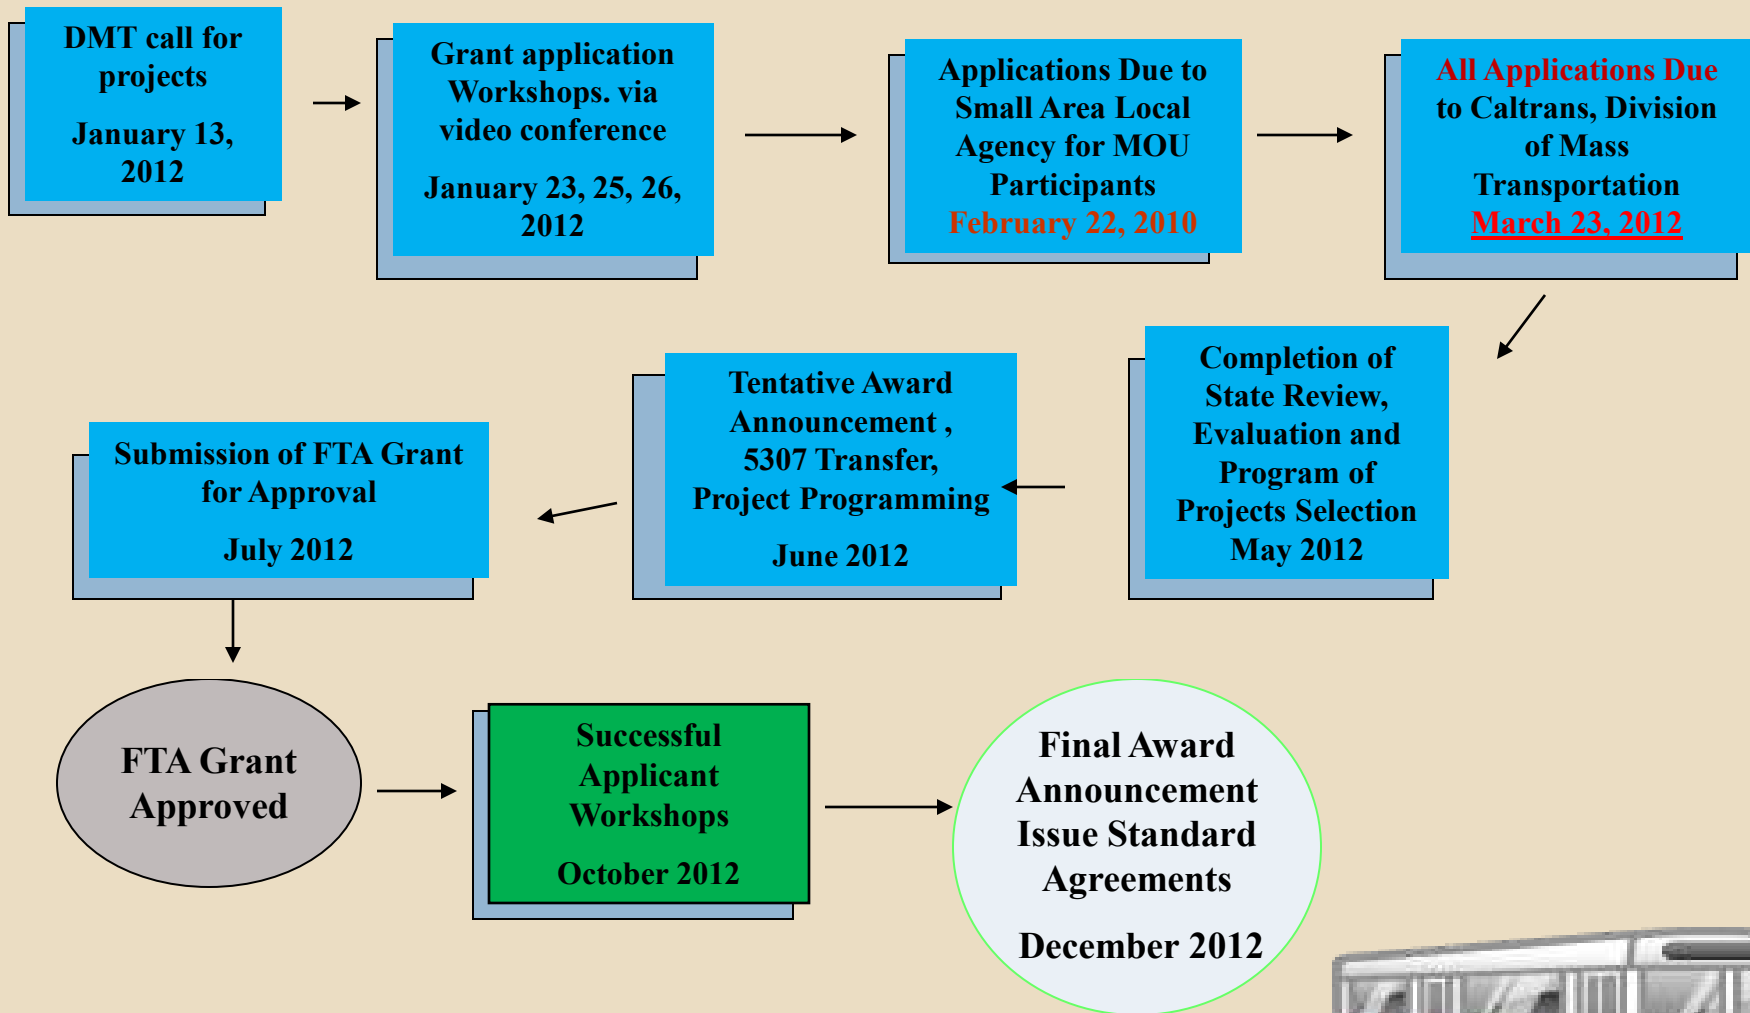 DMT call for
projects
January 13,
2012
Grant application
Workshops. via
video conference
January 23, 25, 26,
2012
Applications Due to
Small Area Local
Agency for MOU
Participants
February 22, 2010
All Applications Due
to Caltrans, Division
of Mass
Transportation
March 23, 2012
Completion of
State Review,
Evaluation and
Program of
Projects Selection
May 2012
Tentative Award
Announcement ,
5307 Transfer,
Project Programming
June 2012
Submission of FTA Grant
for Approval
July 2012
FTA Grant
Approved
Successful
Applicant
Workshops
October 2012
Final Award
Announcement
Issue Standard
Agreements
December 2012